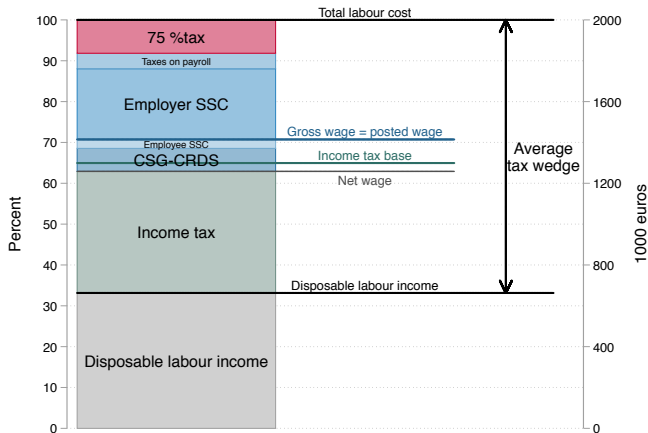 Total labour cost
100
2000
75 %tax
90
Taxes on payroll
80
Employer SSC
1600
70
Gross wage = posted wage
Employee SSC
CSG-CRDS
Income tax base
Average
tax wedge
60
Net wage
1200
Percent
50
Income tax
1000 euros
40
800
Disposable labour income
30
20
Disposable labour income
400
10
0
0